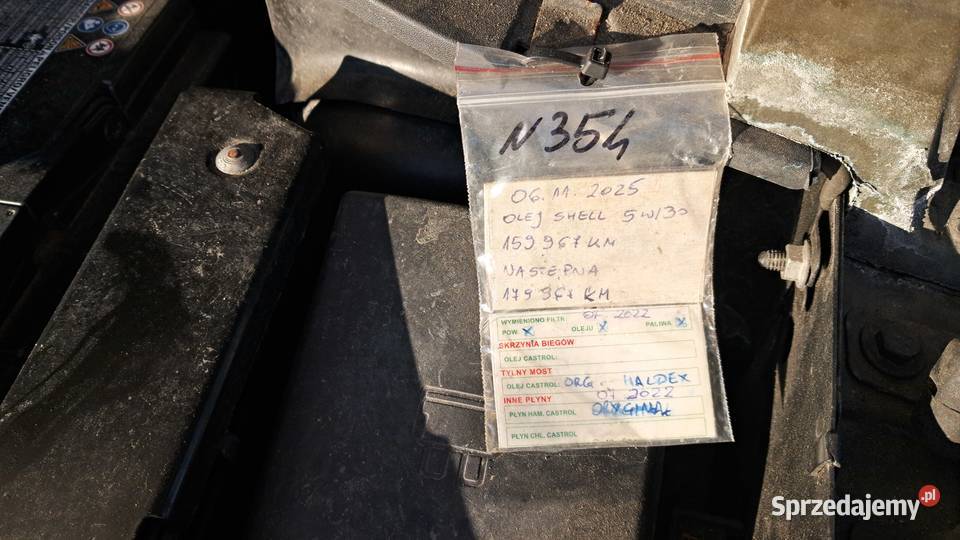 N354
06.11.2025
OLEJ SHELL 5W/30
159 967 KM
NASTĘPNA
179 967 KM
WYMIENIONO FILTR 07.2022
POW X OLEJU X PALIWA X
SKRZYNIA BIEGÓW
OLEJ CASTROL:
TYLNY MOST
OLEJ CASTROL: ORG. HALDEX
INNE PŁYNY 07 2022
PŁYN HAM. CASTROL ORYGINAŁ
PŁYN CHŁ. CASTROL
Sprzedajemy.pl